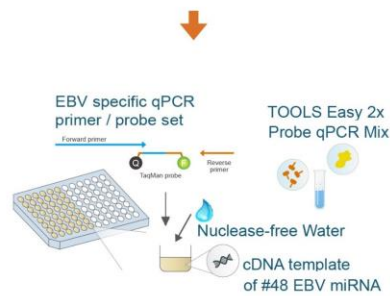 EBV specific qPCR
primer / probe set
Forward primer
Q
TaqMan probe
Reverse
primer
TOOLS Easy 2x
Probe qPCR Mix
Nuclease-free Water
cDNA template
of #48 EBV miRNA